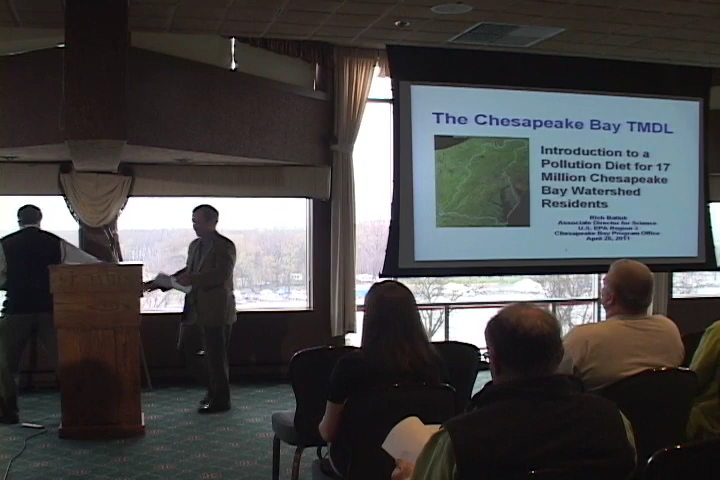 The Chesapeake Bay TMDL
Introduction to a
Pollution Diet for 17
Million Chesapeake
Bay Watershed
Residents
Rich Batiuk
Associate Director for Science
U.S. EPA Region 3
Chesapeake Bay Program Office
April 26, 2011